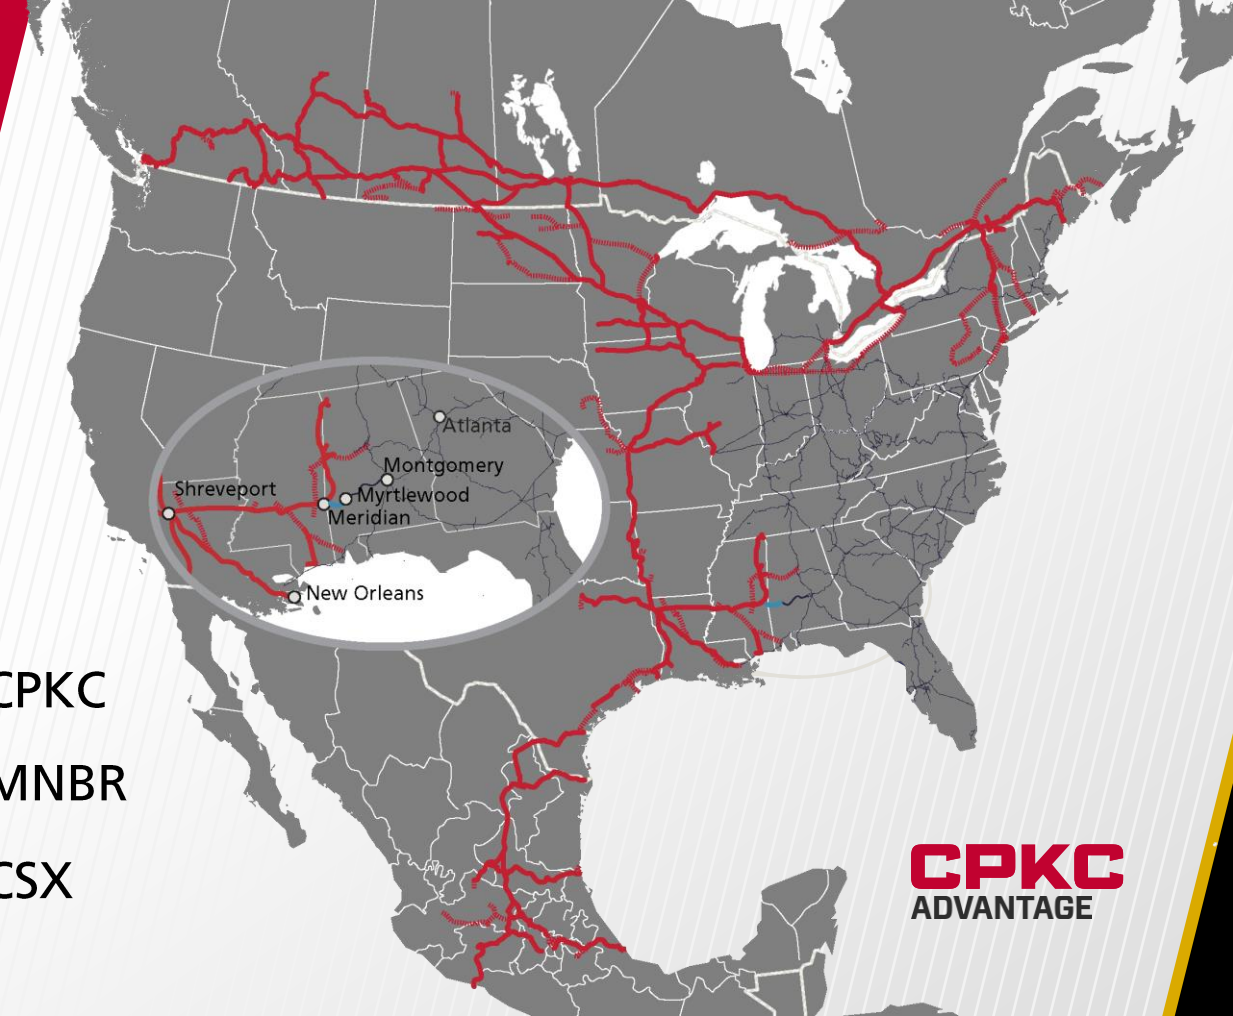 Atlanta
Montgomery
Shreveport
Myrtlewood
Meridian
New Orleans
CPKC
MNBR
CSX
CPKC
ADVANTAGE